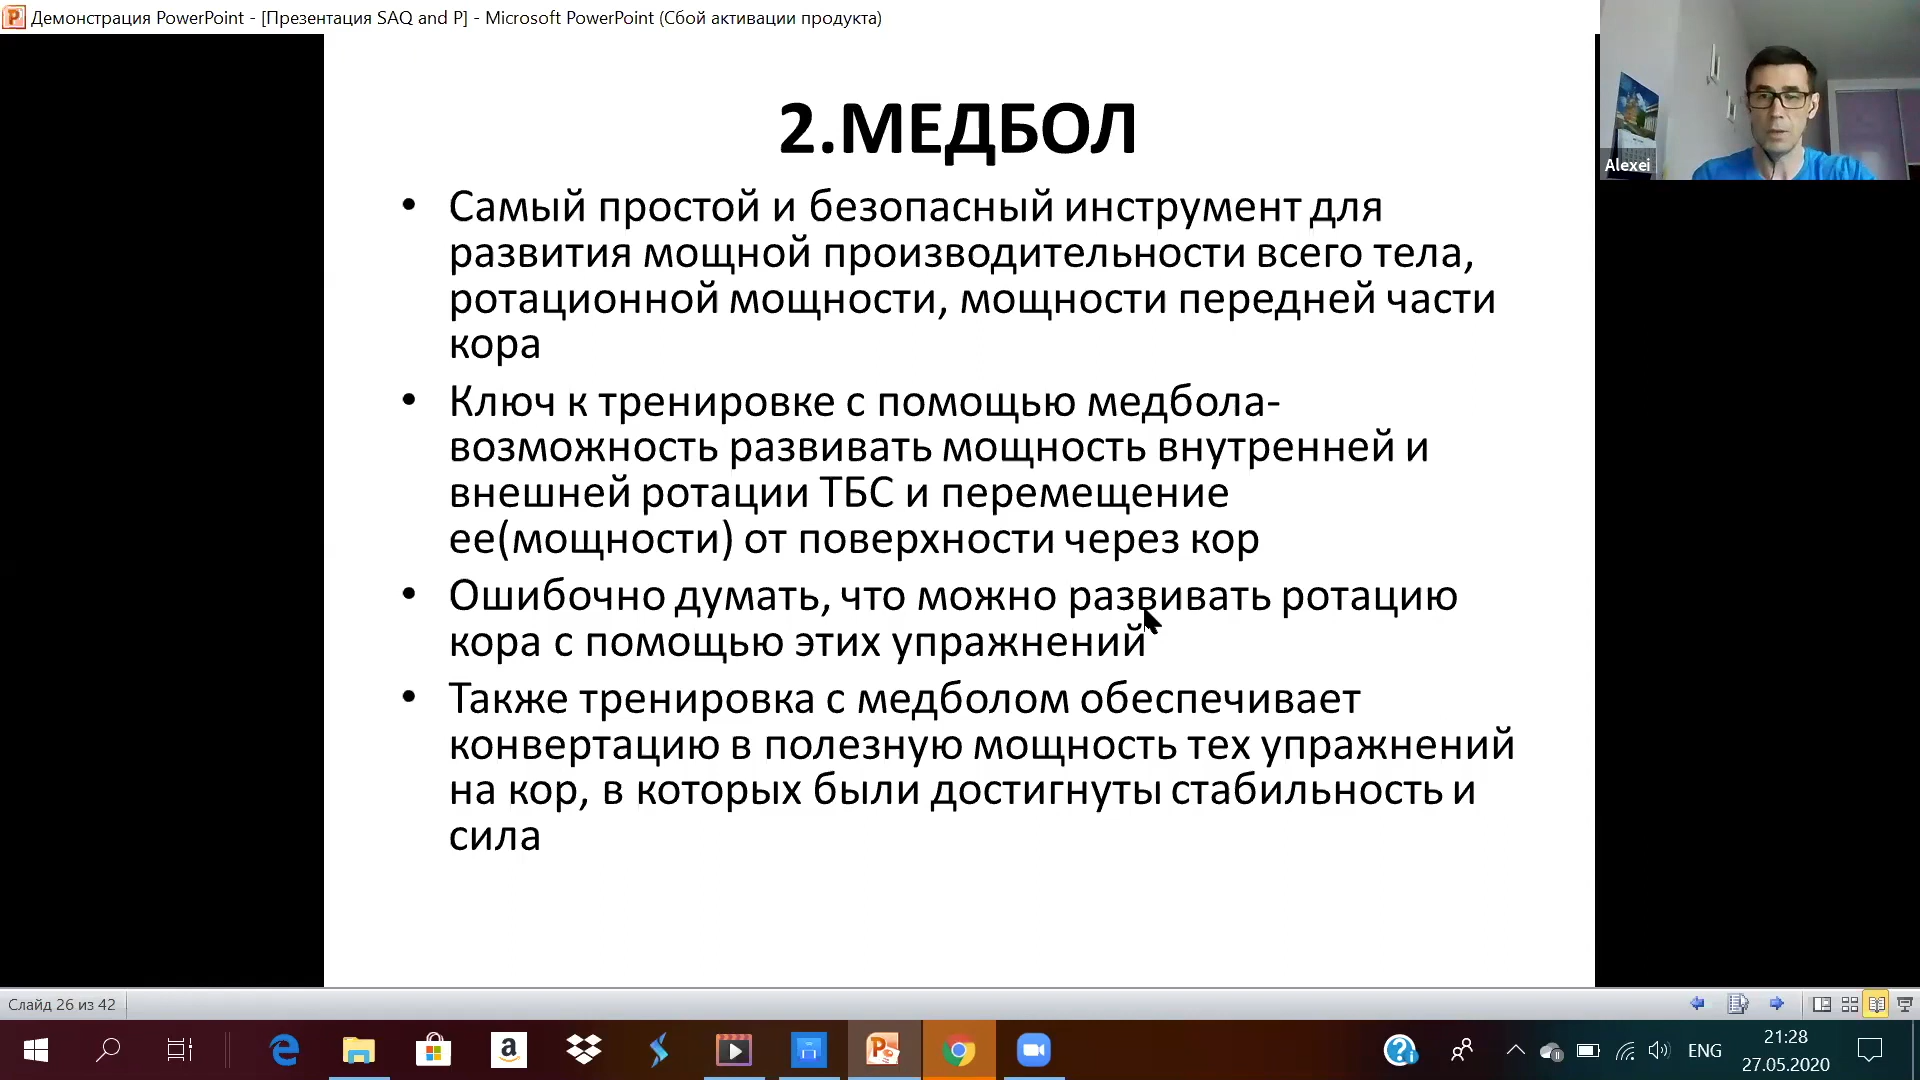 Демонстрация PowerPoint - [Презентация SAQ and P] - Microsoft PowerPoint (Сбой активации продукта)
Alexei
2.МЕДБОЛ
• Самый простой и безопасный инструмент для
развития мощной производительности всего тела,
ротационной мощности, мощности передней части
кора
• Ключ к тренировке с помощью медбола-
возможность развивать мощность внутренней и
внешней ротации ТБС и перемещение
ее(мощности) от поверхности через кор
• Ошибочно думать, что можно развивать ротацию
кора с помощью этих упражнений
• Также тренировка с медболом обеспечивает
конвертацию в полезную мощность тех упражнений
на кор, в которых были достигнуты стабильность и
сила
Слайд 26 из 42
ENG
21:28
27.05.2020